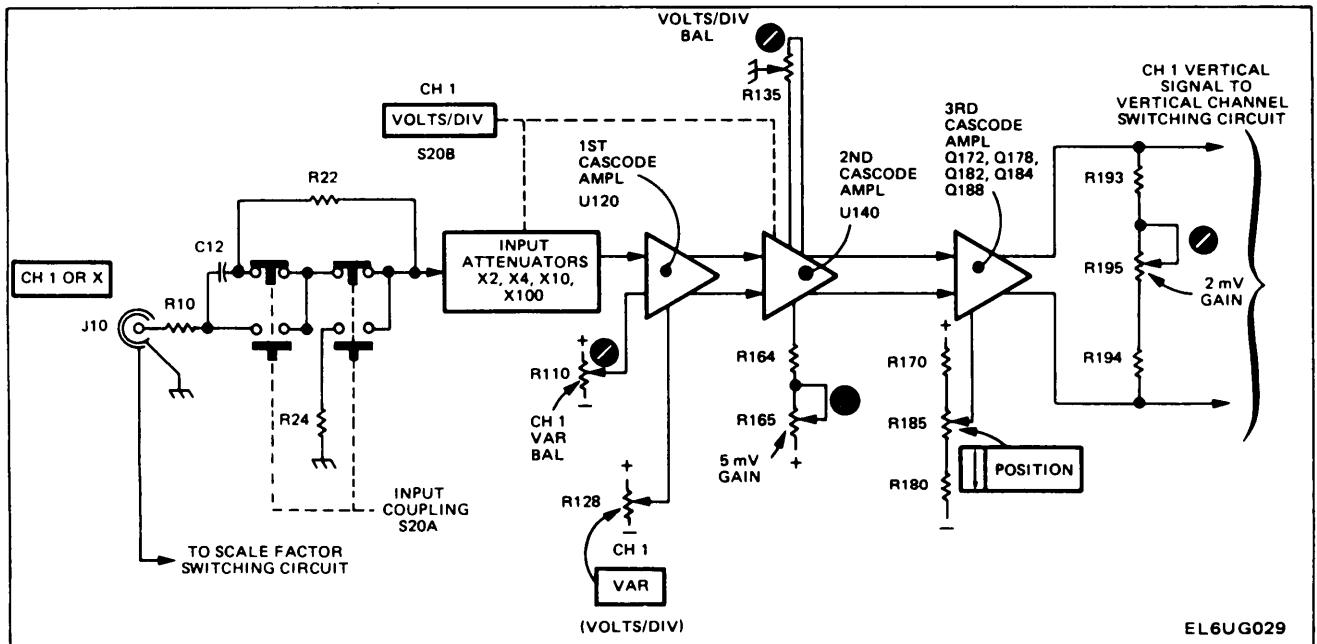 VOLTS/DIV
BAL
R135
CH 1
VOLTS/DIV
S20B
1ST
CASCODE
AMPL
U120
2ND
CASCODE
AMPL
U140
3RD
CASCODE
AMPL
Q172, Q178,
Q182, Q184
Q188
CH 1 VERTICAL
SIGNAL TO
VERTICAL CHANNEL
SWITCHING CIRCUIT
R22
C12
CH 1 OR X
R10
J10
INPUT
ATTENUATORS
X2, X4, X10,
X100
R193
R195
2 mV
GAIN
R194
R24
INPUT
COUPLING
S20A
TO SCALE FACTOR
SWITCHING CIRCUIT
+
R110
−
CH 1
VAR
BAL
+
R128
−
CH 1
VAR
(VOLTS/DIV)
R164
R165
+
5 mV
GAIN
+
R170
R185
R180
−
POSITION
EL6UG029